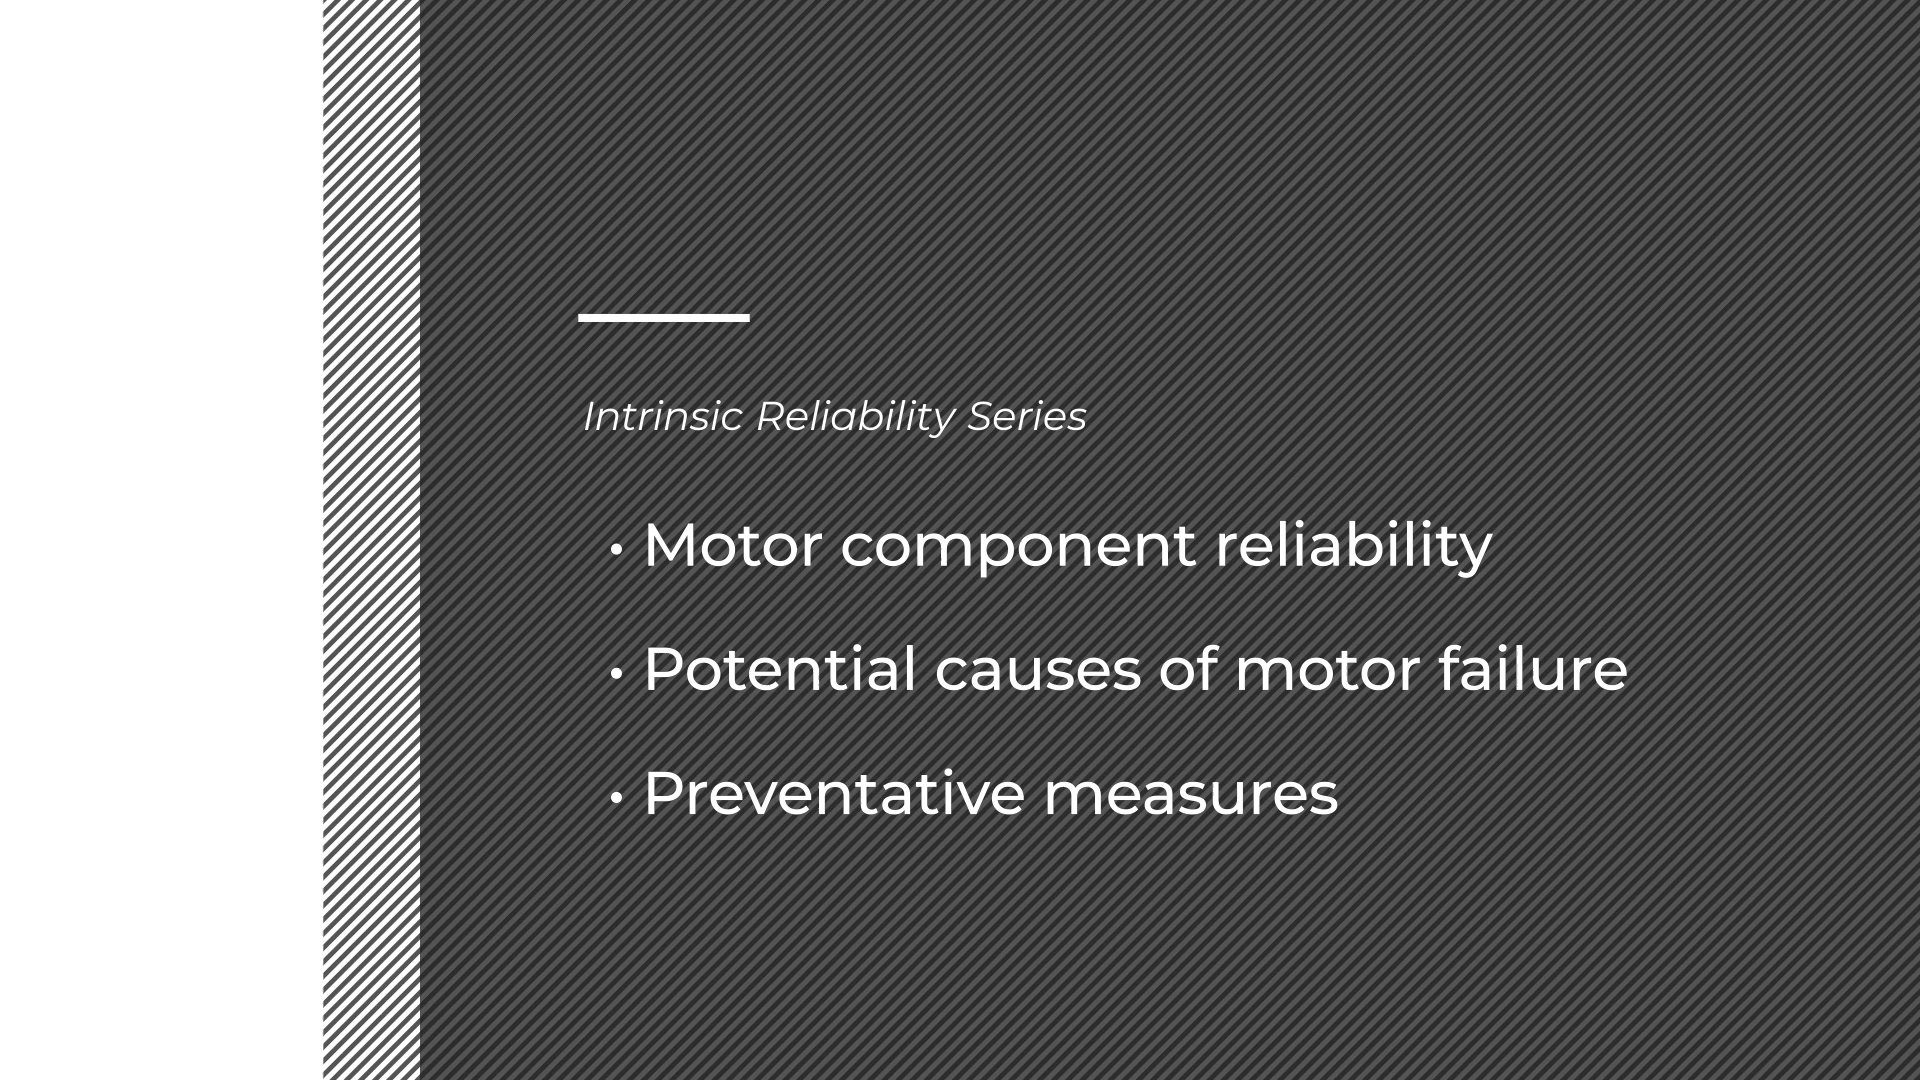 Intrinsic Reliability Series
• Motor component reliability
• Potential causes of motor failure
• Preventative measures